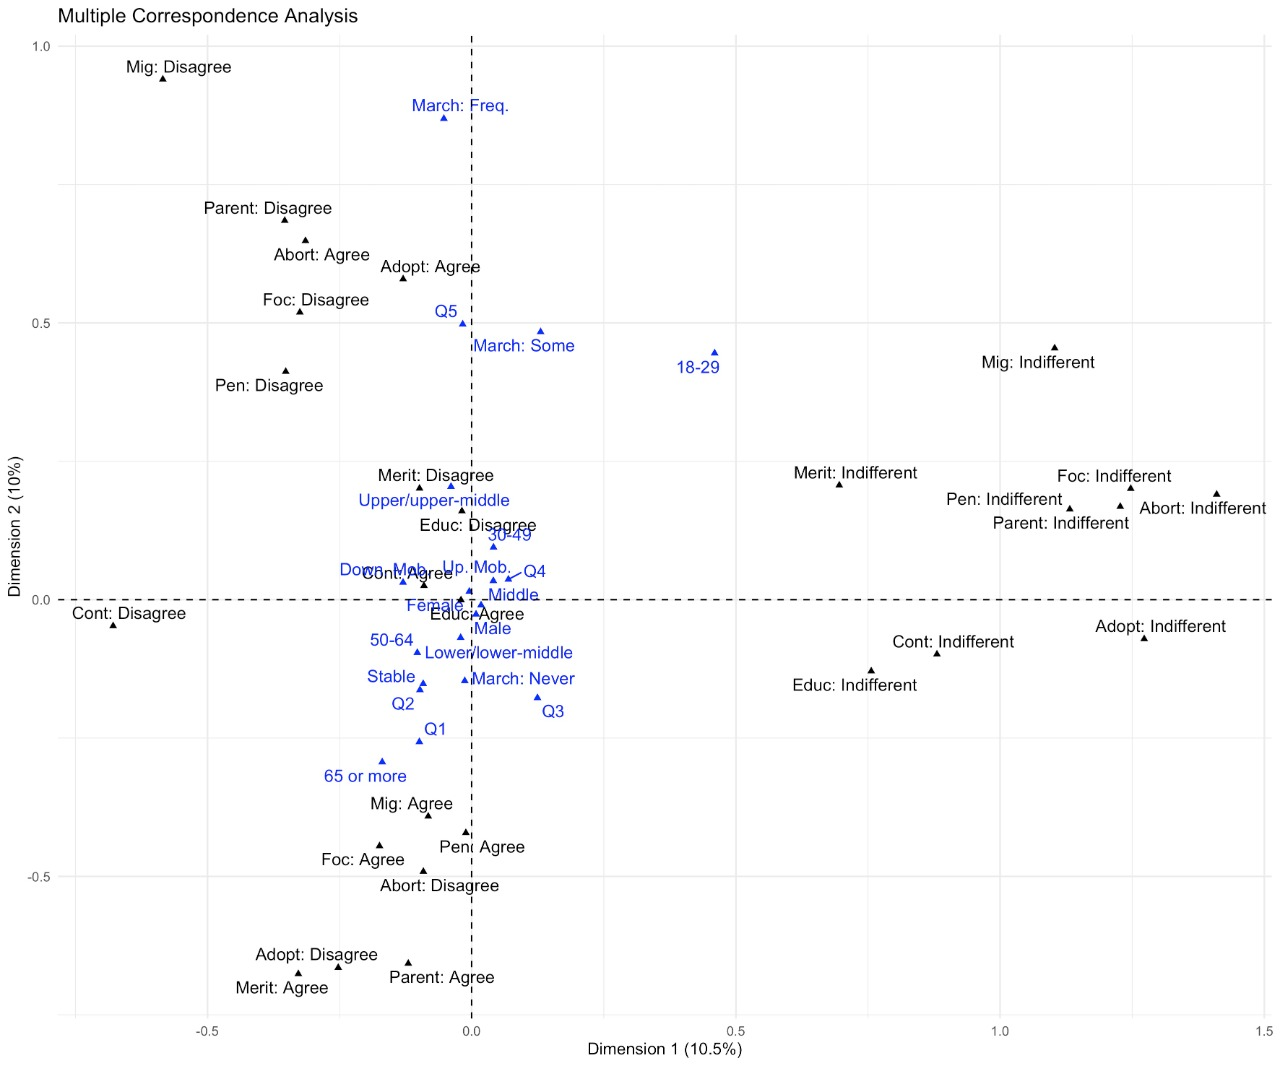 Multiple Correspondence Analysis
1.0
Mig: Disagree
March: Freq.
Parent: Disagree
Abort: Agree
Adopt: Agree
Foc: Disagree
Q5
0.5
March: Some
Mig: Indifferent
18-29
Pen: Disagree
Merit: Disagree
Merit: Indifferent
Foc: Indifferent
Upper/upper-middle
Pen: Indifferent
Abort: Indifferent
Educ: Disagree
Parent: Indifferent
30-49
Down. Mob.
Cont: Agree
Up. Mob.
Q4
Middle
0.0
Female
Cont: Disagree
Educ: Agree
Male
Adopt: Indifferent
50-64
Cont: Indifferent
Lower/lower-middle
Stable
March: Never
Educ: Indifferent
Q2
Q3
Q1
65 or more
Mig: Agree
Pen: Agree
Foc: Agree
-0.5
Abort: Disagree
Adopt: Disagree
Parent: Agree
Merit: Agree
-0.5
0.0
0.5
1.0
1.5
Dimension 1 (10.5%)
Dimension 2 (10%)